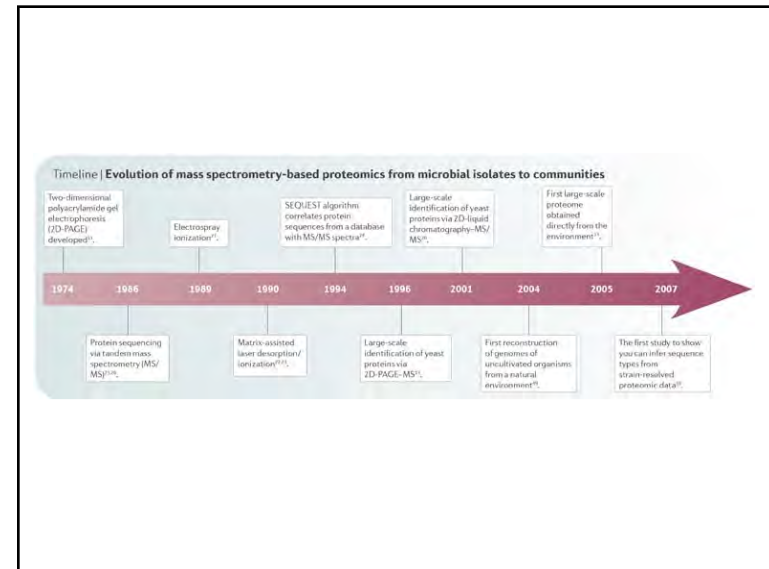 Timeline | Evolution of mass spectrometry-based proteomics from microbial isolates to communities
Two-dimensional
polyacrylamide gel
electrophoresis
(2D-PAGE)
developed
Electrospray
ionization
SEQUEST algorithm
correlates protein
sequences from a database
with MS/MS spectra
Large-scale
identification of yeast
proteins via 2D-liquid
chromatography–MS/
MS
First large-scale
proteome
obtained
directly from the
environment
1974 1986 1989 1990 1994 1996 2001 2004 2005 2007
Protein sequencing
via tandem mass
spectrometry (MS/
MS)
Matrix-assisted
laser desorption/
ionization
Large-scale
identification of yeast
proteins via
2D-PAGE–MS
First reconstruction
of genomes of
uncultivated organisms
from a natural
environment
The first study to show
you can infer sequence
types from
strain-resolved
proteomic data